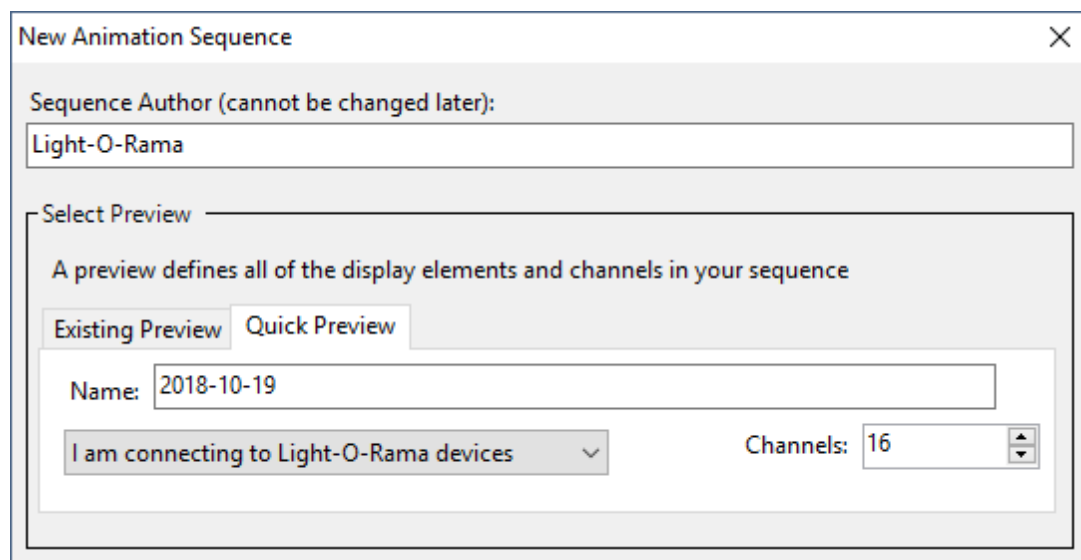 New Animation Sequence
Sequence Author (cannot be changed later):
Light-O-Rama
Select Preview
A preview defines all of the display elements and channels in your sequence
Existing Preview Quick Preview
Name: 2018-10-19
I am connecting to Light-O-Rama devices Channels: 16